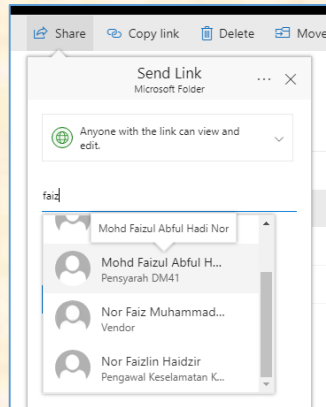 Share Copy link Delete Move
Send Link
Microsoft Folder
Anyone with the link can view and
edit.
faiz
Mohd Faizul Abful Hadi Nor
Mohd Faizul Abful H...
Pensyarah DM41
Nor Faiz Muhammad...
Vendor
Nor Faizlin Haidzir
Pengawal Keselamatan K...